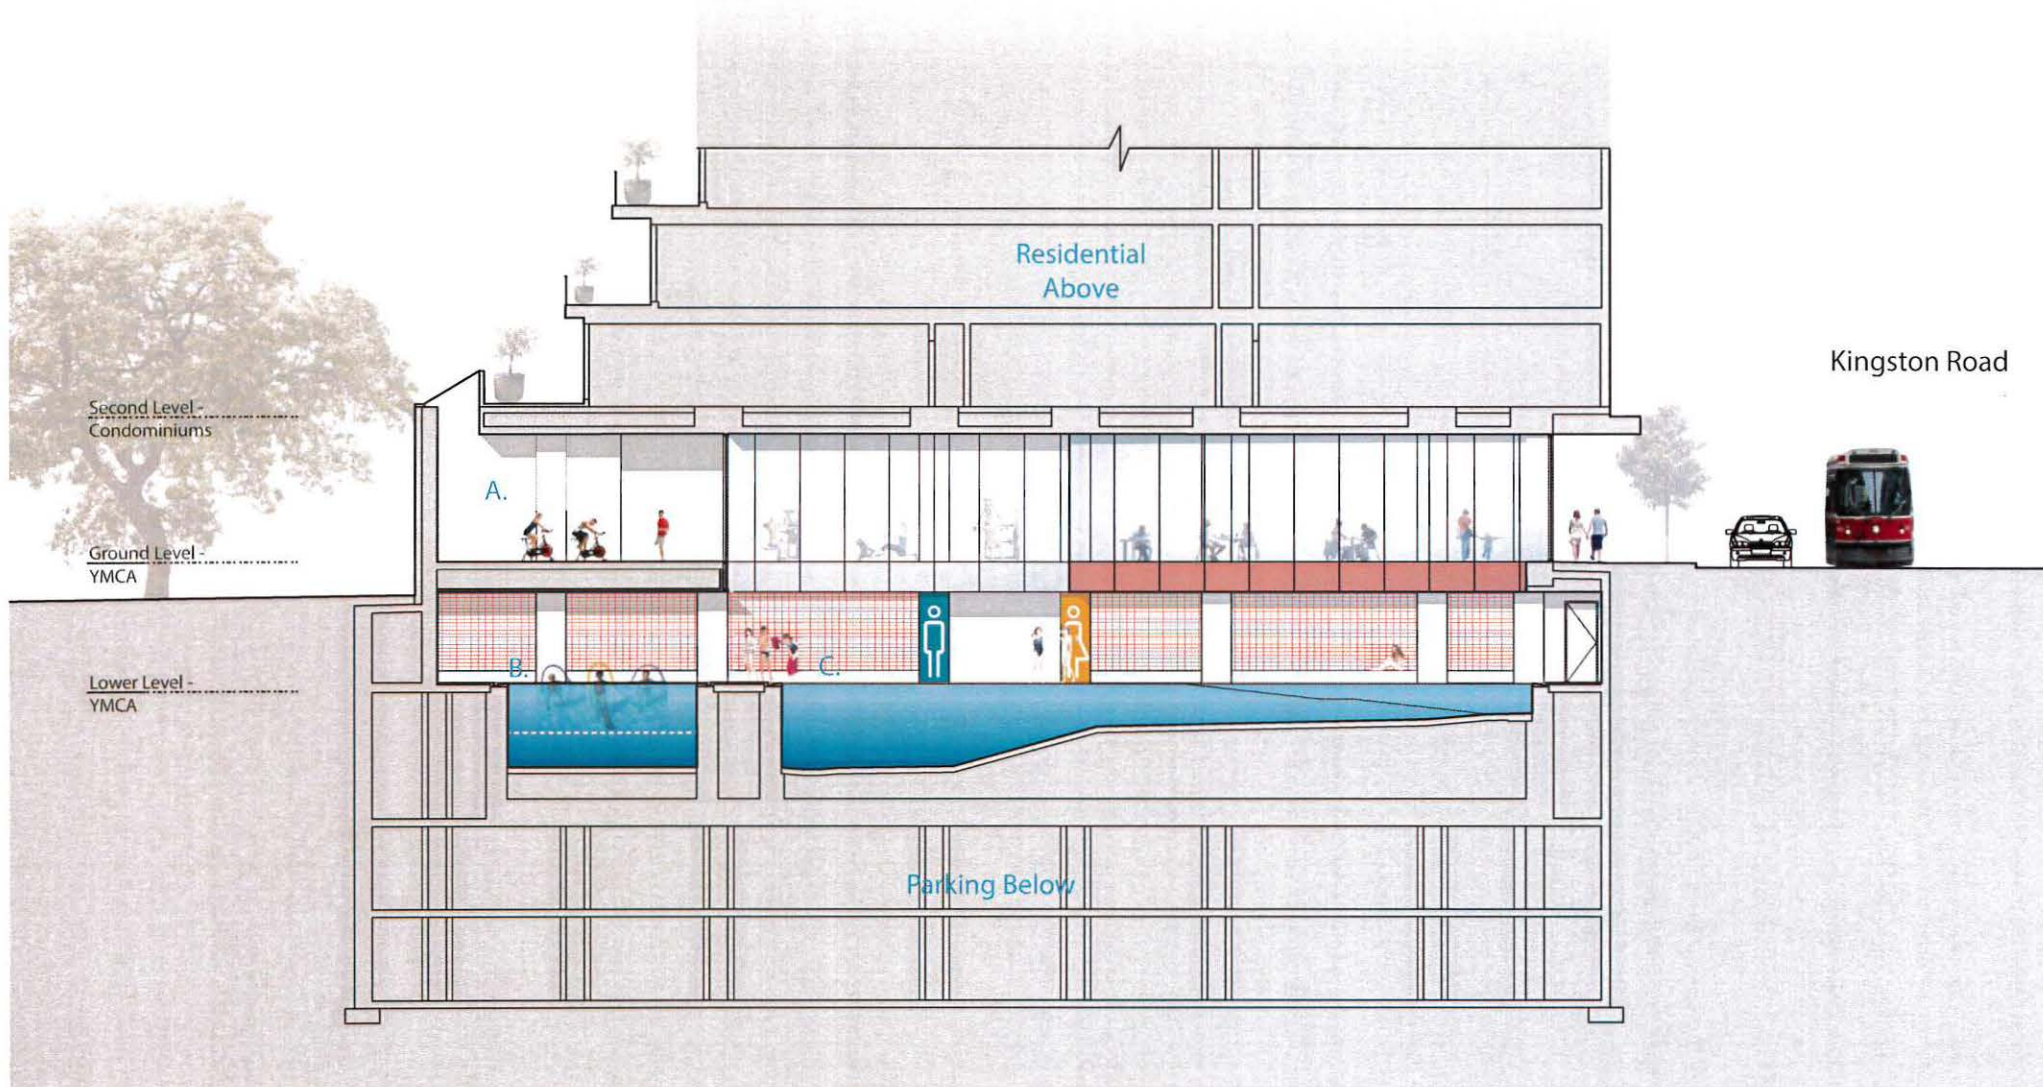 Residential
Above
Kingston Road
Second Level -
Condominiums
A.
Ground Level -
YMCA
B.
C.
Lower Level -
YMCA
Parking Below